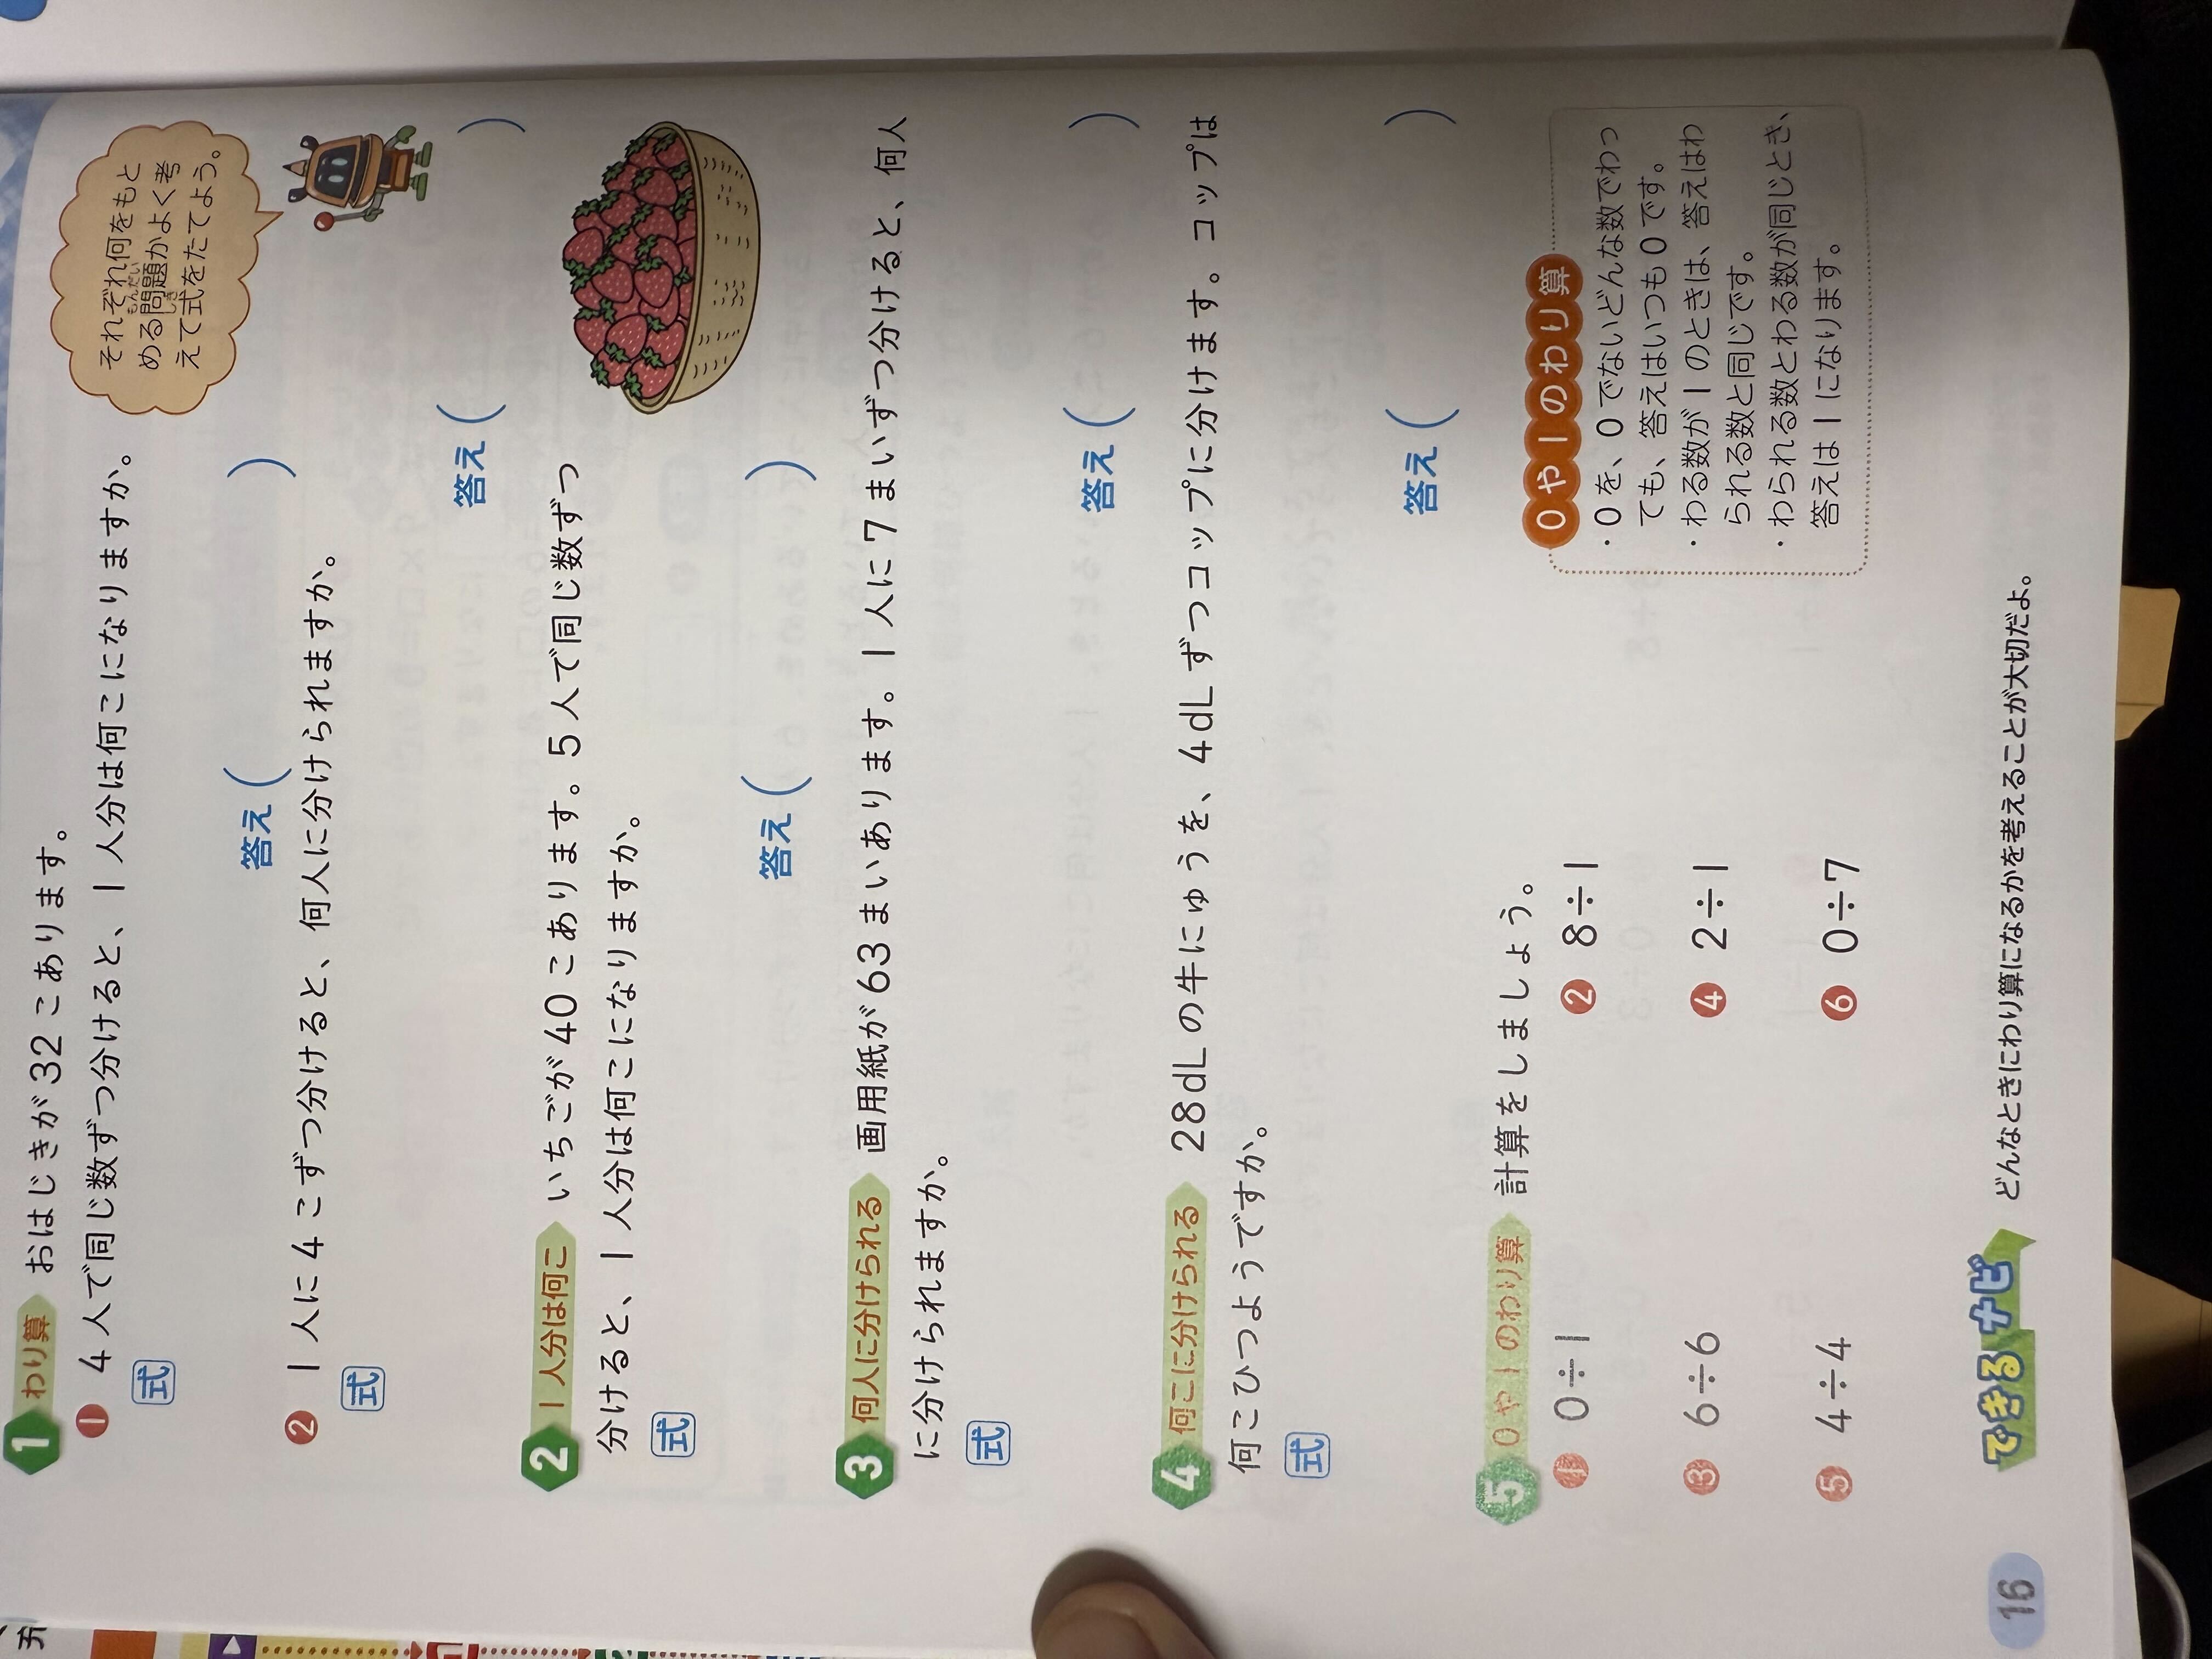 1 わり算 おはじきが32こあります。
① 4人で同じ数ずつ分けると、1人分は何こになりますか。
式
答え（ ）
② 1人に4こずつ分けると、何人に分けられますか。
式
答え（ ）
それぞれ何をもと
める問題かよく考
もんだい
えて式をたてよう。
しき
2 1人分は何こ いちごが40こあります。5人で同じ数ずつ
分けると、1人分は何こになりますか。
式
答え（ ）
3 何人に分けられる 画用紙が63まいあります。1人に7まいずつ分けると、何人
に分けられますか。
式
答え（ ）
4 何こに分けられる 28dLの牛にゅうを、4dLずつコップに分けます。コップは
何こひつようですか。
式
答え（ ）
5 0や1のわり算 計算をしましょう。
① 0÷1 ② 8÷1
③ 6÷6 ④ 2÷1
⑤ 4÷4 ⑥ 0÷7
0や1のわり算
・0を、0でないどんな数でわっ
ても、答えはいつも0です。
・わる数が1のときは、答えはわ
られる数と同じです。
・わられる数とわる数が同じとき、
答えは1になります。
できるナビ どんなときにわり算になるかを考えることが大切だよ。
16